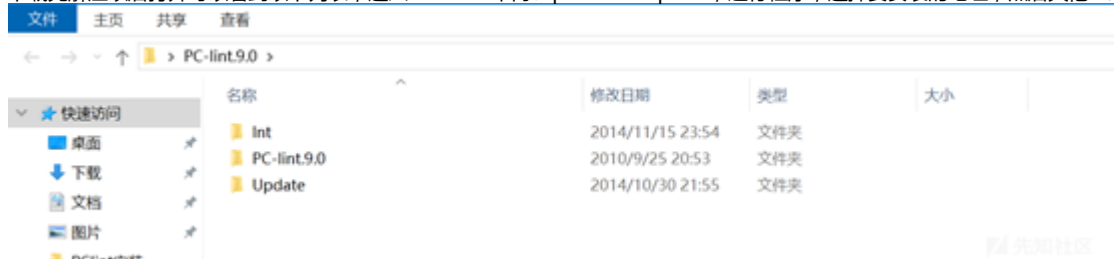 文件 主页 共享 查看
PC-lint.9.0
名称 修改日期 类型 大小
快速访问
Int 2014/11/15 23:54 文件夹
桌面
PC-lint.9.0 2010/9/25 20:53 文件夹
下载
Update 2014/10/30 21:55 文件夹
文档
图片
先知社区